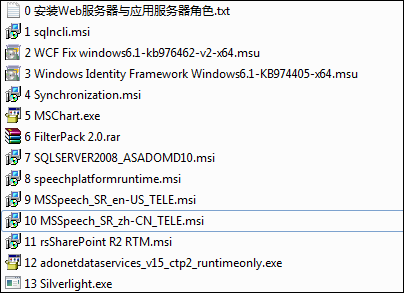 0 安装Web服务器与应用服务器角色.txt
1 sqlncli.msi
2 WCF Fix windows6.1-kb976462-v2-x64.msu
3 Windows Identity Framework Windows6.1-KB974405-x64.msu
4 Synchronization.msi
5 MSChart.exe
6 FilterPack 2.0.rar
7 SQLSERVER2008_ASADOMD10.msi
8 speechplatformruntime.msi
9 MSSpeech_SR_en-US_TELE.msi
10 MSSpeech_SR_zh-CN_TELE.msi
11 rsSharePoint R2 RTM.msi
12 adonetdataservices_v15_ctp2_runtimeonly.exe
13 Silverlight.exe